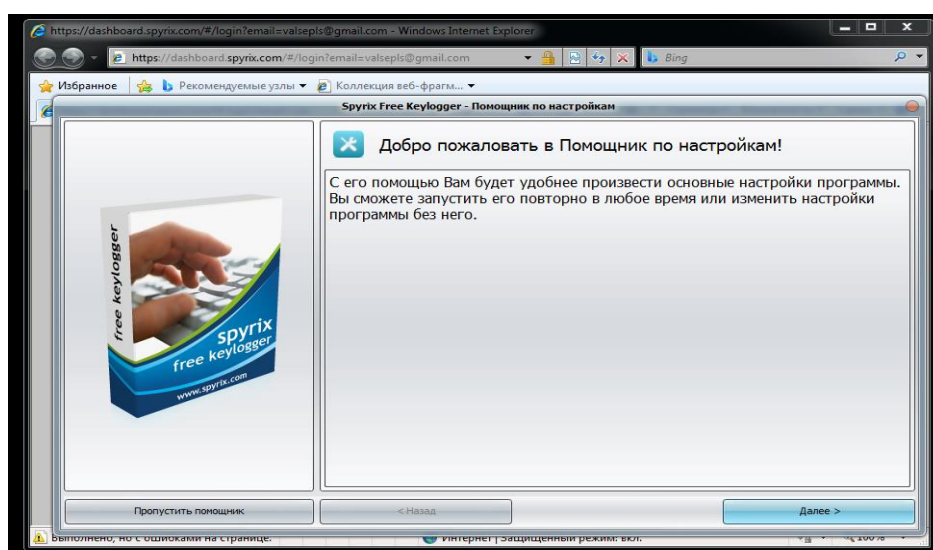 https://dashboard.spyrix.com/#/login?email=valsepls@gmail.com - Windows Internet Explorer
https://dashboard.spyrix.com/#/login?email=valsepls@gmail.com
Bing
Избранное
Рекомендуемые узлы
Коллекция веб-фрагм...
Spyrix Free Keylogger - Помощник по настройкам
Добро пожаловать в Помощник по настройкам!
С его помощью Вам будет удобнее произвести основные настройки программы.
Вы сможете запустить его повторно в любое время или изменить настройки
программы без него.
free keylogger
spyrix
free keylogger
www.spyrix.com
Пропустить помощник
< Назад
Далее >
Выполнено, но с ошибками на странице.
Интернет | Защищенный режим: вкл.
100%